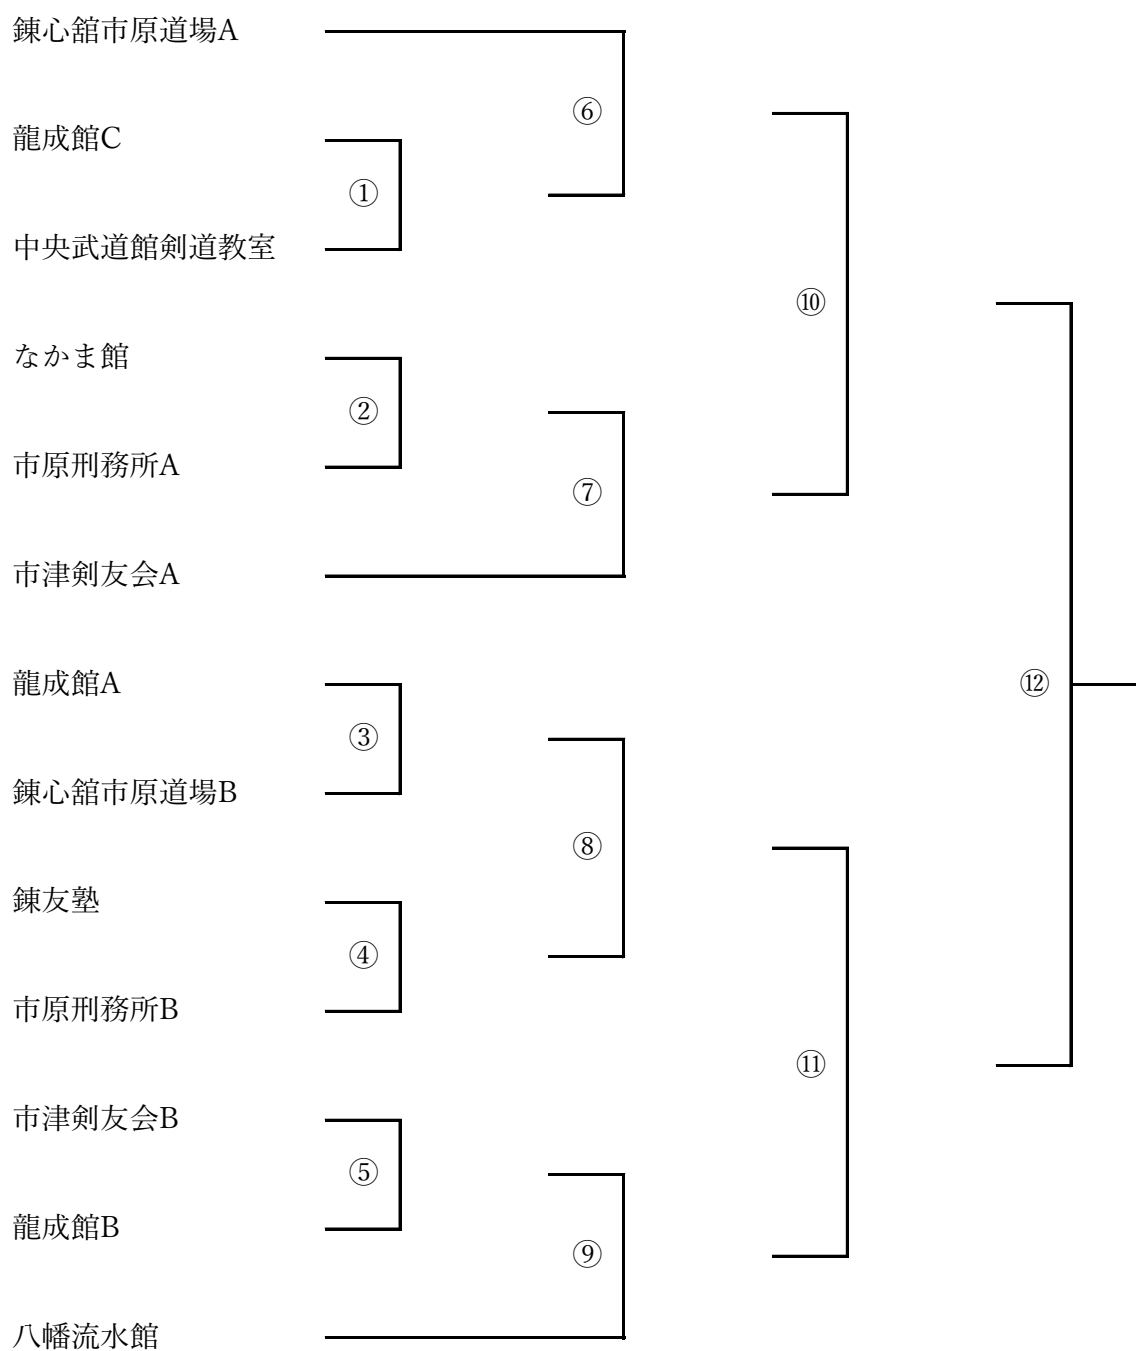 錬心舘市原道場A
⑥
龍成館C
①
中央武道館剣道教室
⑩
なかま館
②
市原刑務所A
⑦
市津剣友会A
龍成館A
⑫
③
錬心舘市原道場B
⑧
錬友塾
④
市原刑務所B
⑪
市津剣友会B
⑤
龍成館B
⑨
八幡流水館